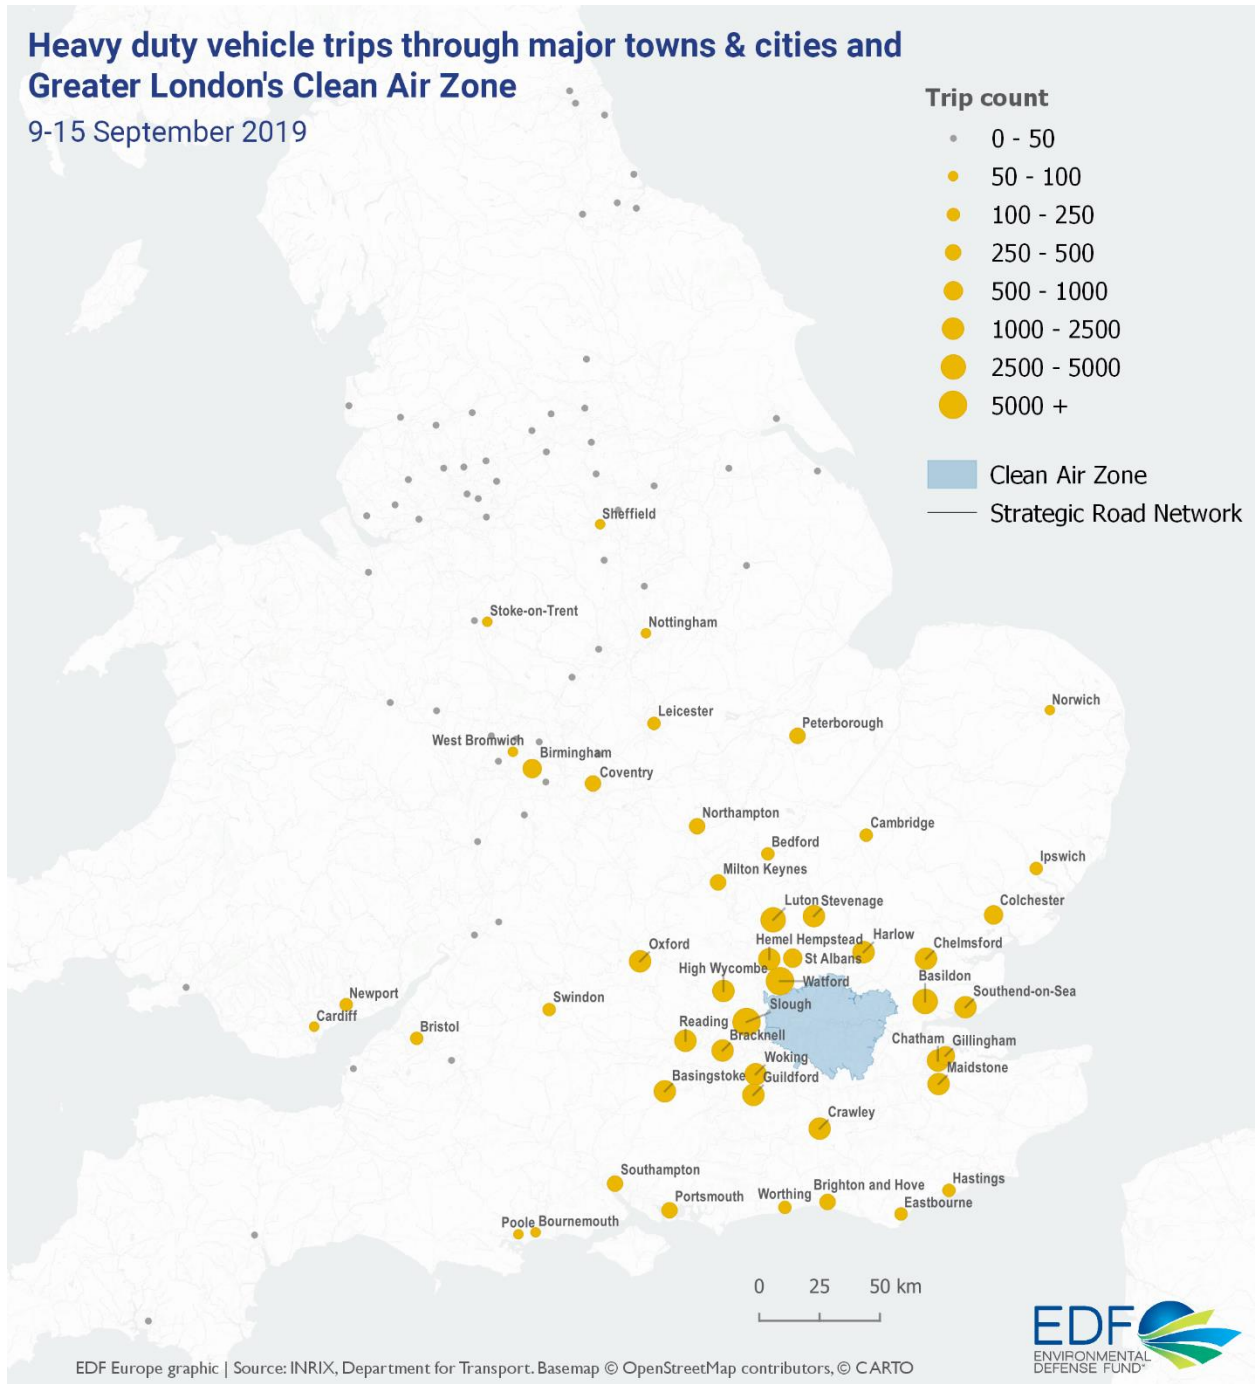 Heavy duty vehicle trips through major towns & cities and
Greater London's Clean Air Zone
9-15 September 2019
Trip count
0 - 50
50 - 100
100 - 250
250 - 500
500 - 1000
1000 - 2500
2500 - 5000
5000 +
Clean Air Zone
Strategic Road Network
Sheffield
Stoke-on-Trent
Nottingham
Norwich
Leicester
Peterborough
West Bromwich
Birmingham
Coventry
Northampton
Cambridge
Bedford
Ipswich
Milton Keynes
Luton
Stevenage
Colchester
Harlow
Hemel Hempstead
Chelmsford
Oxford
St Albans
High Wycombe
Basildon
Watford
Newport
Swindon
Slough
Southend-on-Sea
Cardiff
Bristol
Reading
Bracknell
Chatham
Gillingham
Woking
Maidstone
Basingstoke
Guildford
Crawley
Southampton
Hastings
Brighton and Hove
Portsmouth
Worthing
Eastbourne
Poole
Bournemouth
0 25 50 km
EDF
ENVIRONMENTAL
DEFENSE FUND®
EDF Europe graphic | Source: INRIX, Department for Transport. Basemap © OpenStreetMap contributors, © CARTO